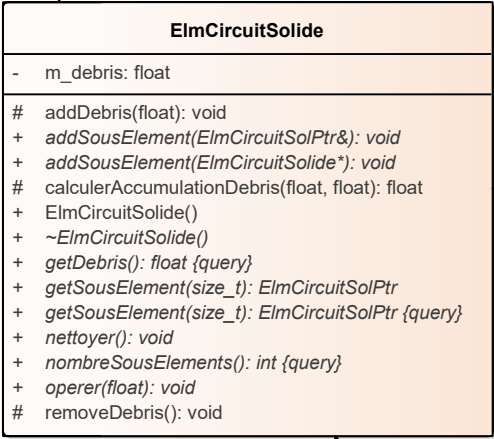 ElmCircuitSolide
- m_debris: float
# addDebris(float): void
+ addSousElement(ElmCircuitSolPtr&): void
+ addSousElement(ElmCircuitSolide*): void
# calculerAccumulationDebris(float, float): float
+ ElmCircuitSolide()
+ ~ElmCircuitSolide()
+ getDebris(): float {query}
+ getSousElement(size_t): ElmCircuitSolPtr
+ getSousElement(size_t): ElmCircuitSolPtr {query}
+ nettoyer(): void
+ nombreSousElements(): int {query}
+ operer(float): void
# removeDebris(): void